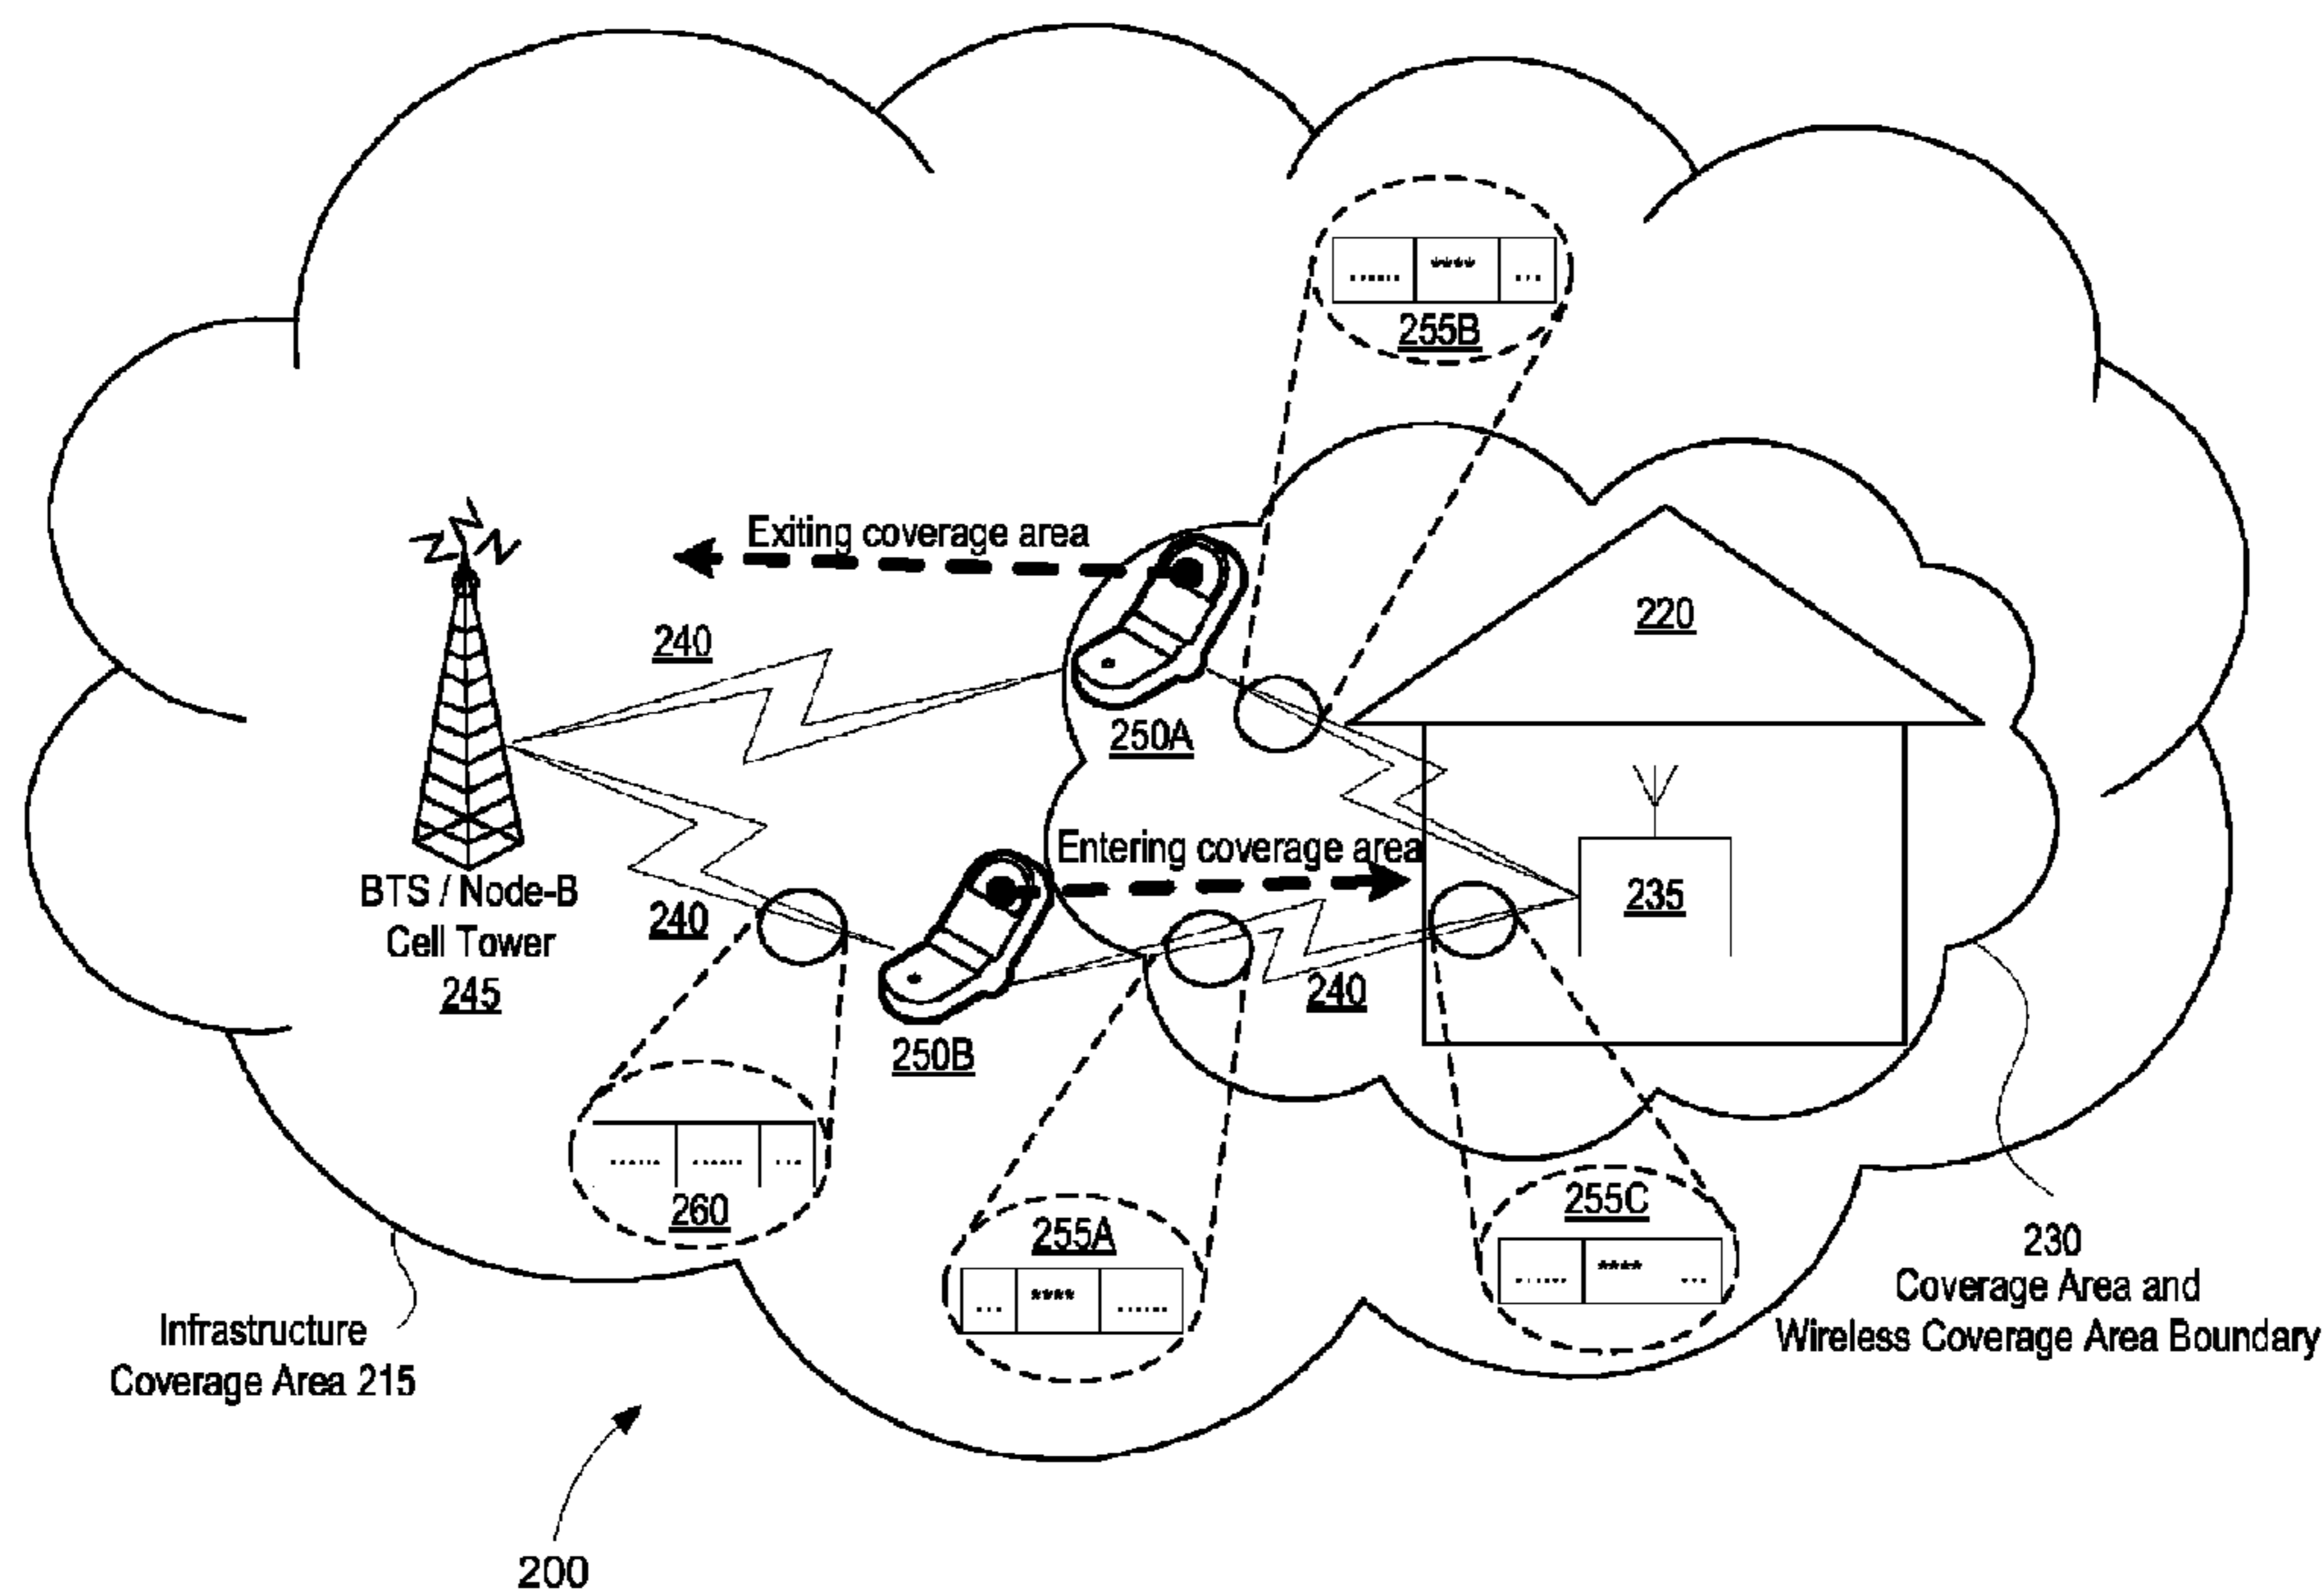 ...... **** ...
255B
Exiting coverage area
220
240
250A
Entering coverage area
235
BTS / Node-B
Cell Tower
245
240
240
250B
...... ...... ...
260
255A
... **** ......
255C
...... **** ...
230
Coverage Area and
Wireless Coverage Area Boundary
Infrastructure
Coverage Area 215
200